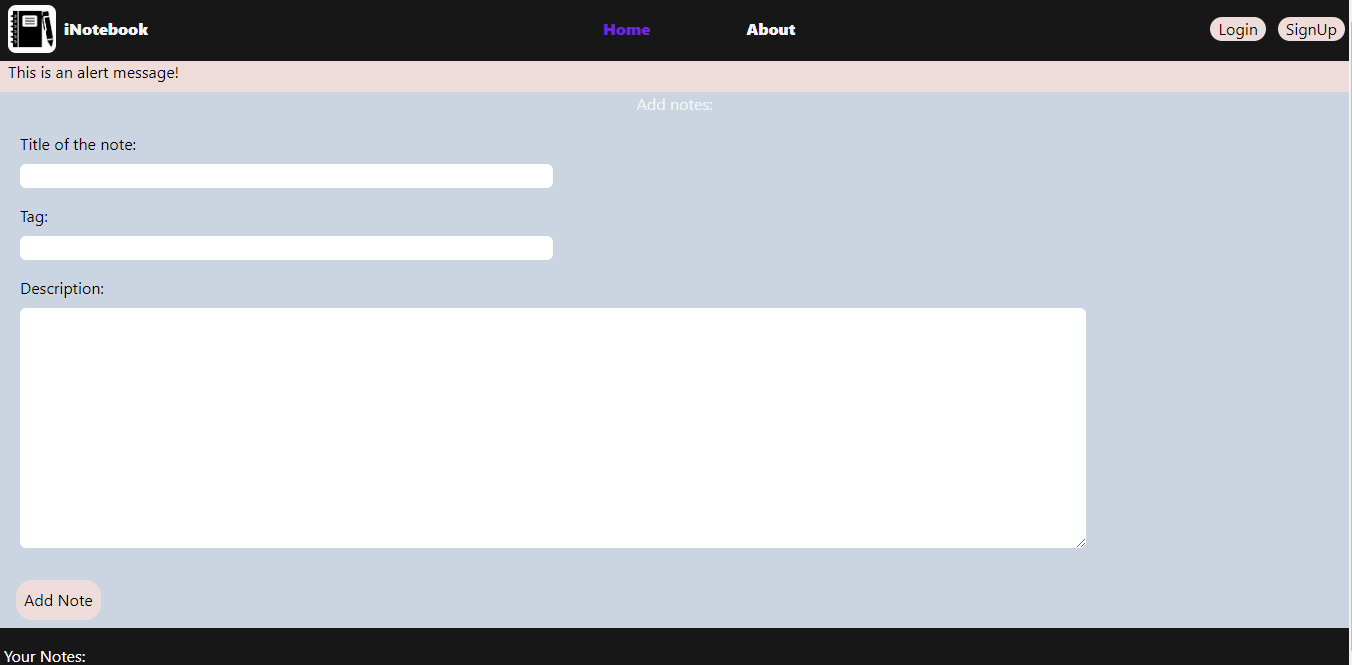 iNotebook
Home
About
Login
SignUp
This is an alert message!
Add notes:
Title of the note:
Tag:
Description:
Add Note
Your Notes: